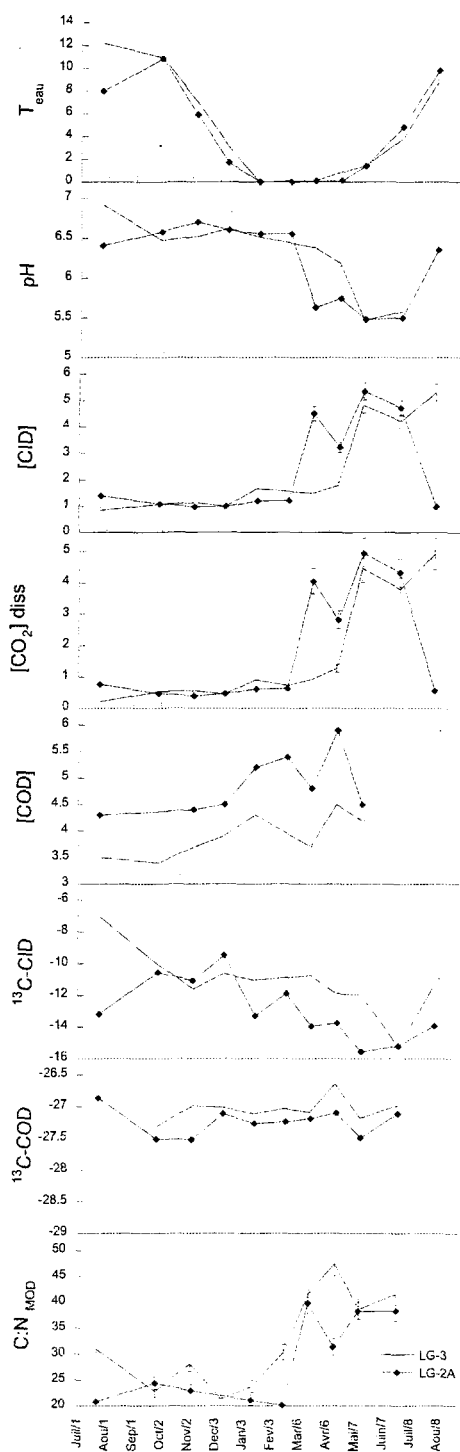 14
12
10
8
6
4
2
0
T eau
7
6.5
6
5.5
5
pH
6
5
4
3
2
1
0
[CID]
5
4
3
2
1
0
[CO2] diss
6
5.5
5
4.5
4
3.5
3
[COD]
-6
-8
-10
-12
-14
-16
13C-CID
-26.5
-27
-27.5
-28
-28.5
-29
13C-COD
50
45
40
35
30
25
20
C:N MOD
LG-3
LG-2A
Juil/1
Aou/1
Sep/1
Oct/2
Nov/2
Dec/3
Jan/3
Fev/3
Mar/6
Avr/6
Mai/7
Juin/7
Juil/8
Aou/8